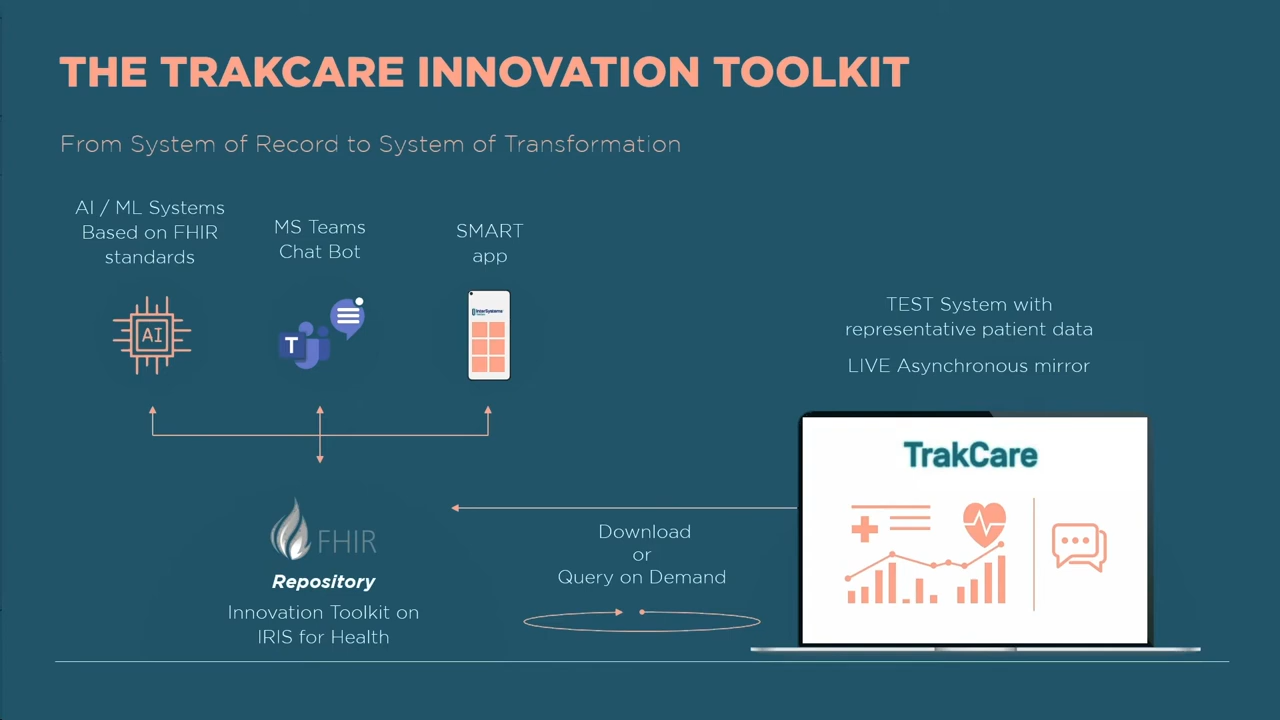 THE TRAKCARE INNOVATION TOOLKIT
From System of Record to System of Transformation
AI / ML Systems
Based on FHIR
standards
MS Teams
Chat Bot
SMART
app
AI
T
InterSystems
TEST System with
representative patient data
LIVE Asynchronous mirror
TrakCare
FHIR
Repository
Innovation Toolkit on
IRIS for Health
Download
or
Query on Demand